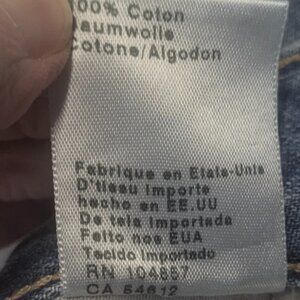 100% Coton
Baumwolle
Cotone/Algodon
Fabrique en Etats-Unis
D'tissu importe
hecho en EE.UU
De tela importada
Feito nos EUA
Tecido importado
RN 104867
CA 54612